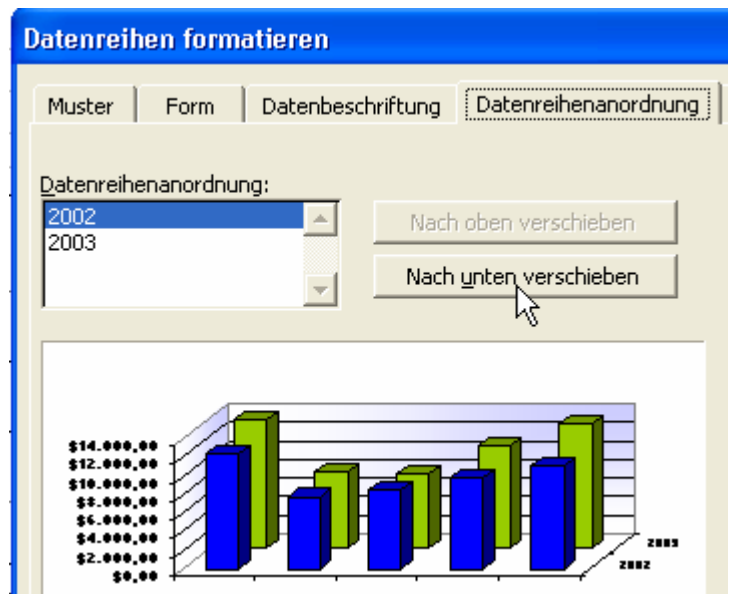 Datenreihen formatieren
Muster Form Datenbeschriftung Datenreihenanordnung
Datenreihenanordnung:
2002
2003
Nach oben verschieben
Nach unten verschieben
$14.000,00
$12.000,00
$10.000,00
$8.000,00
$6.000,00
$4.000,00
$2.000,00
$0,00
2003
2002